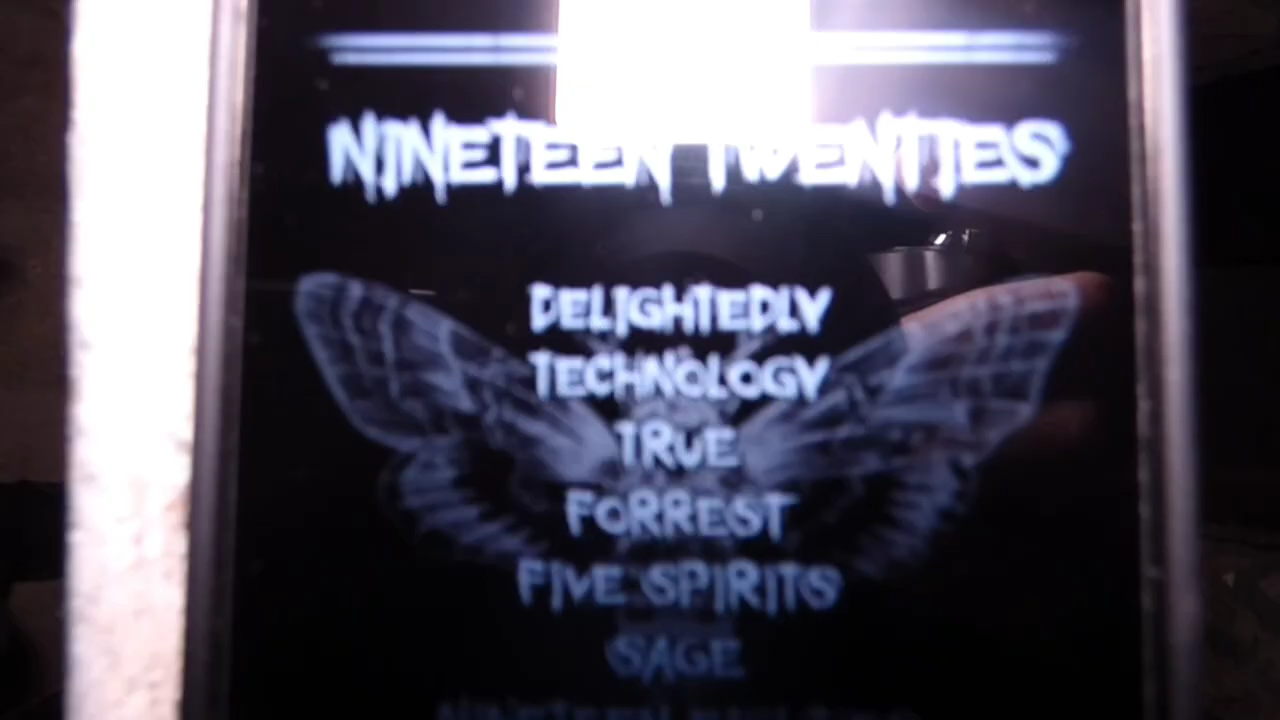 NINETEEN TWENTIES
DELIGHTEDLY
TECHNOLOGY
TRUE
FORREST
FIVE SPIRITS
SAGE